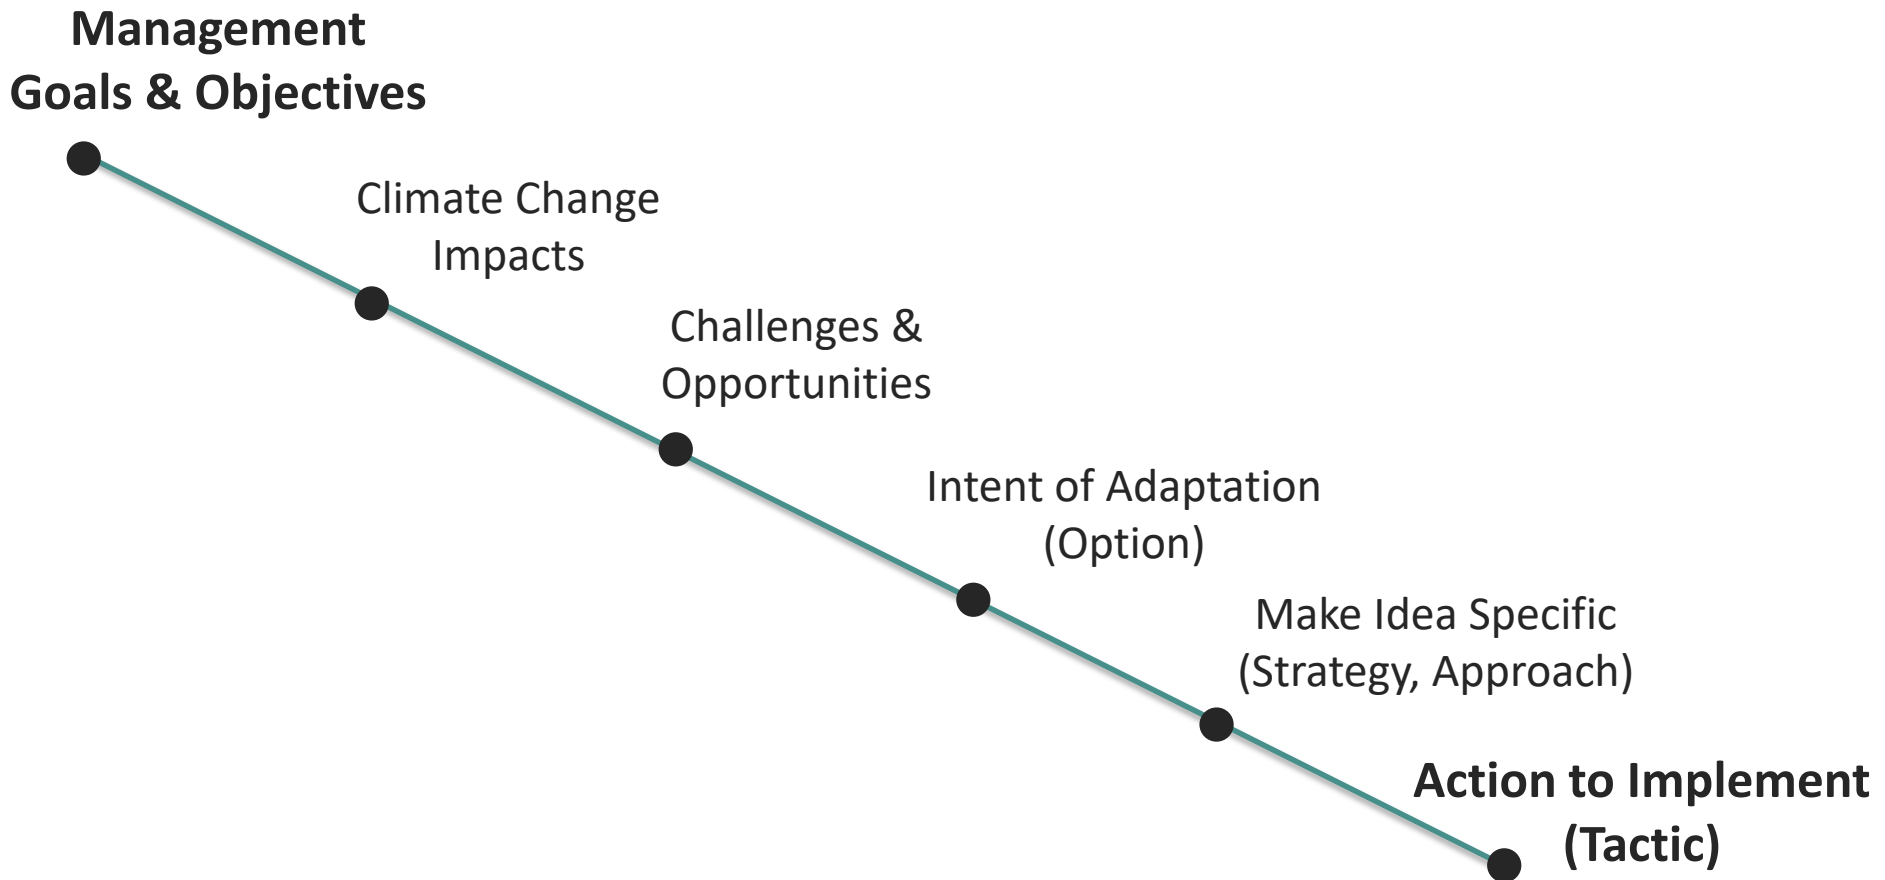 Management
Goals & Objectives
Climate Change
Impacts
Challenges &
Opportunities
Intent of Adaptation
(Option)
Make Idea Specific
(Strategy, Approach)
Action to Implement
(Tactic)